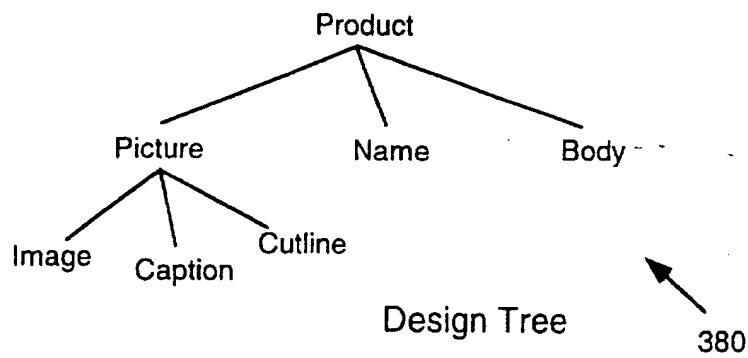 Product
Picture Name Body
Image Caption Cutline
Design Tree
380